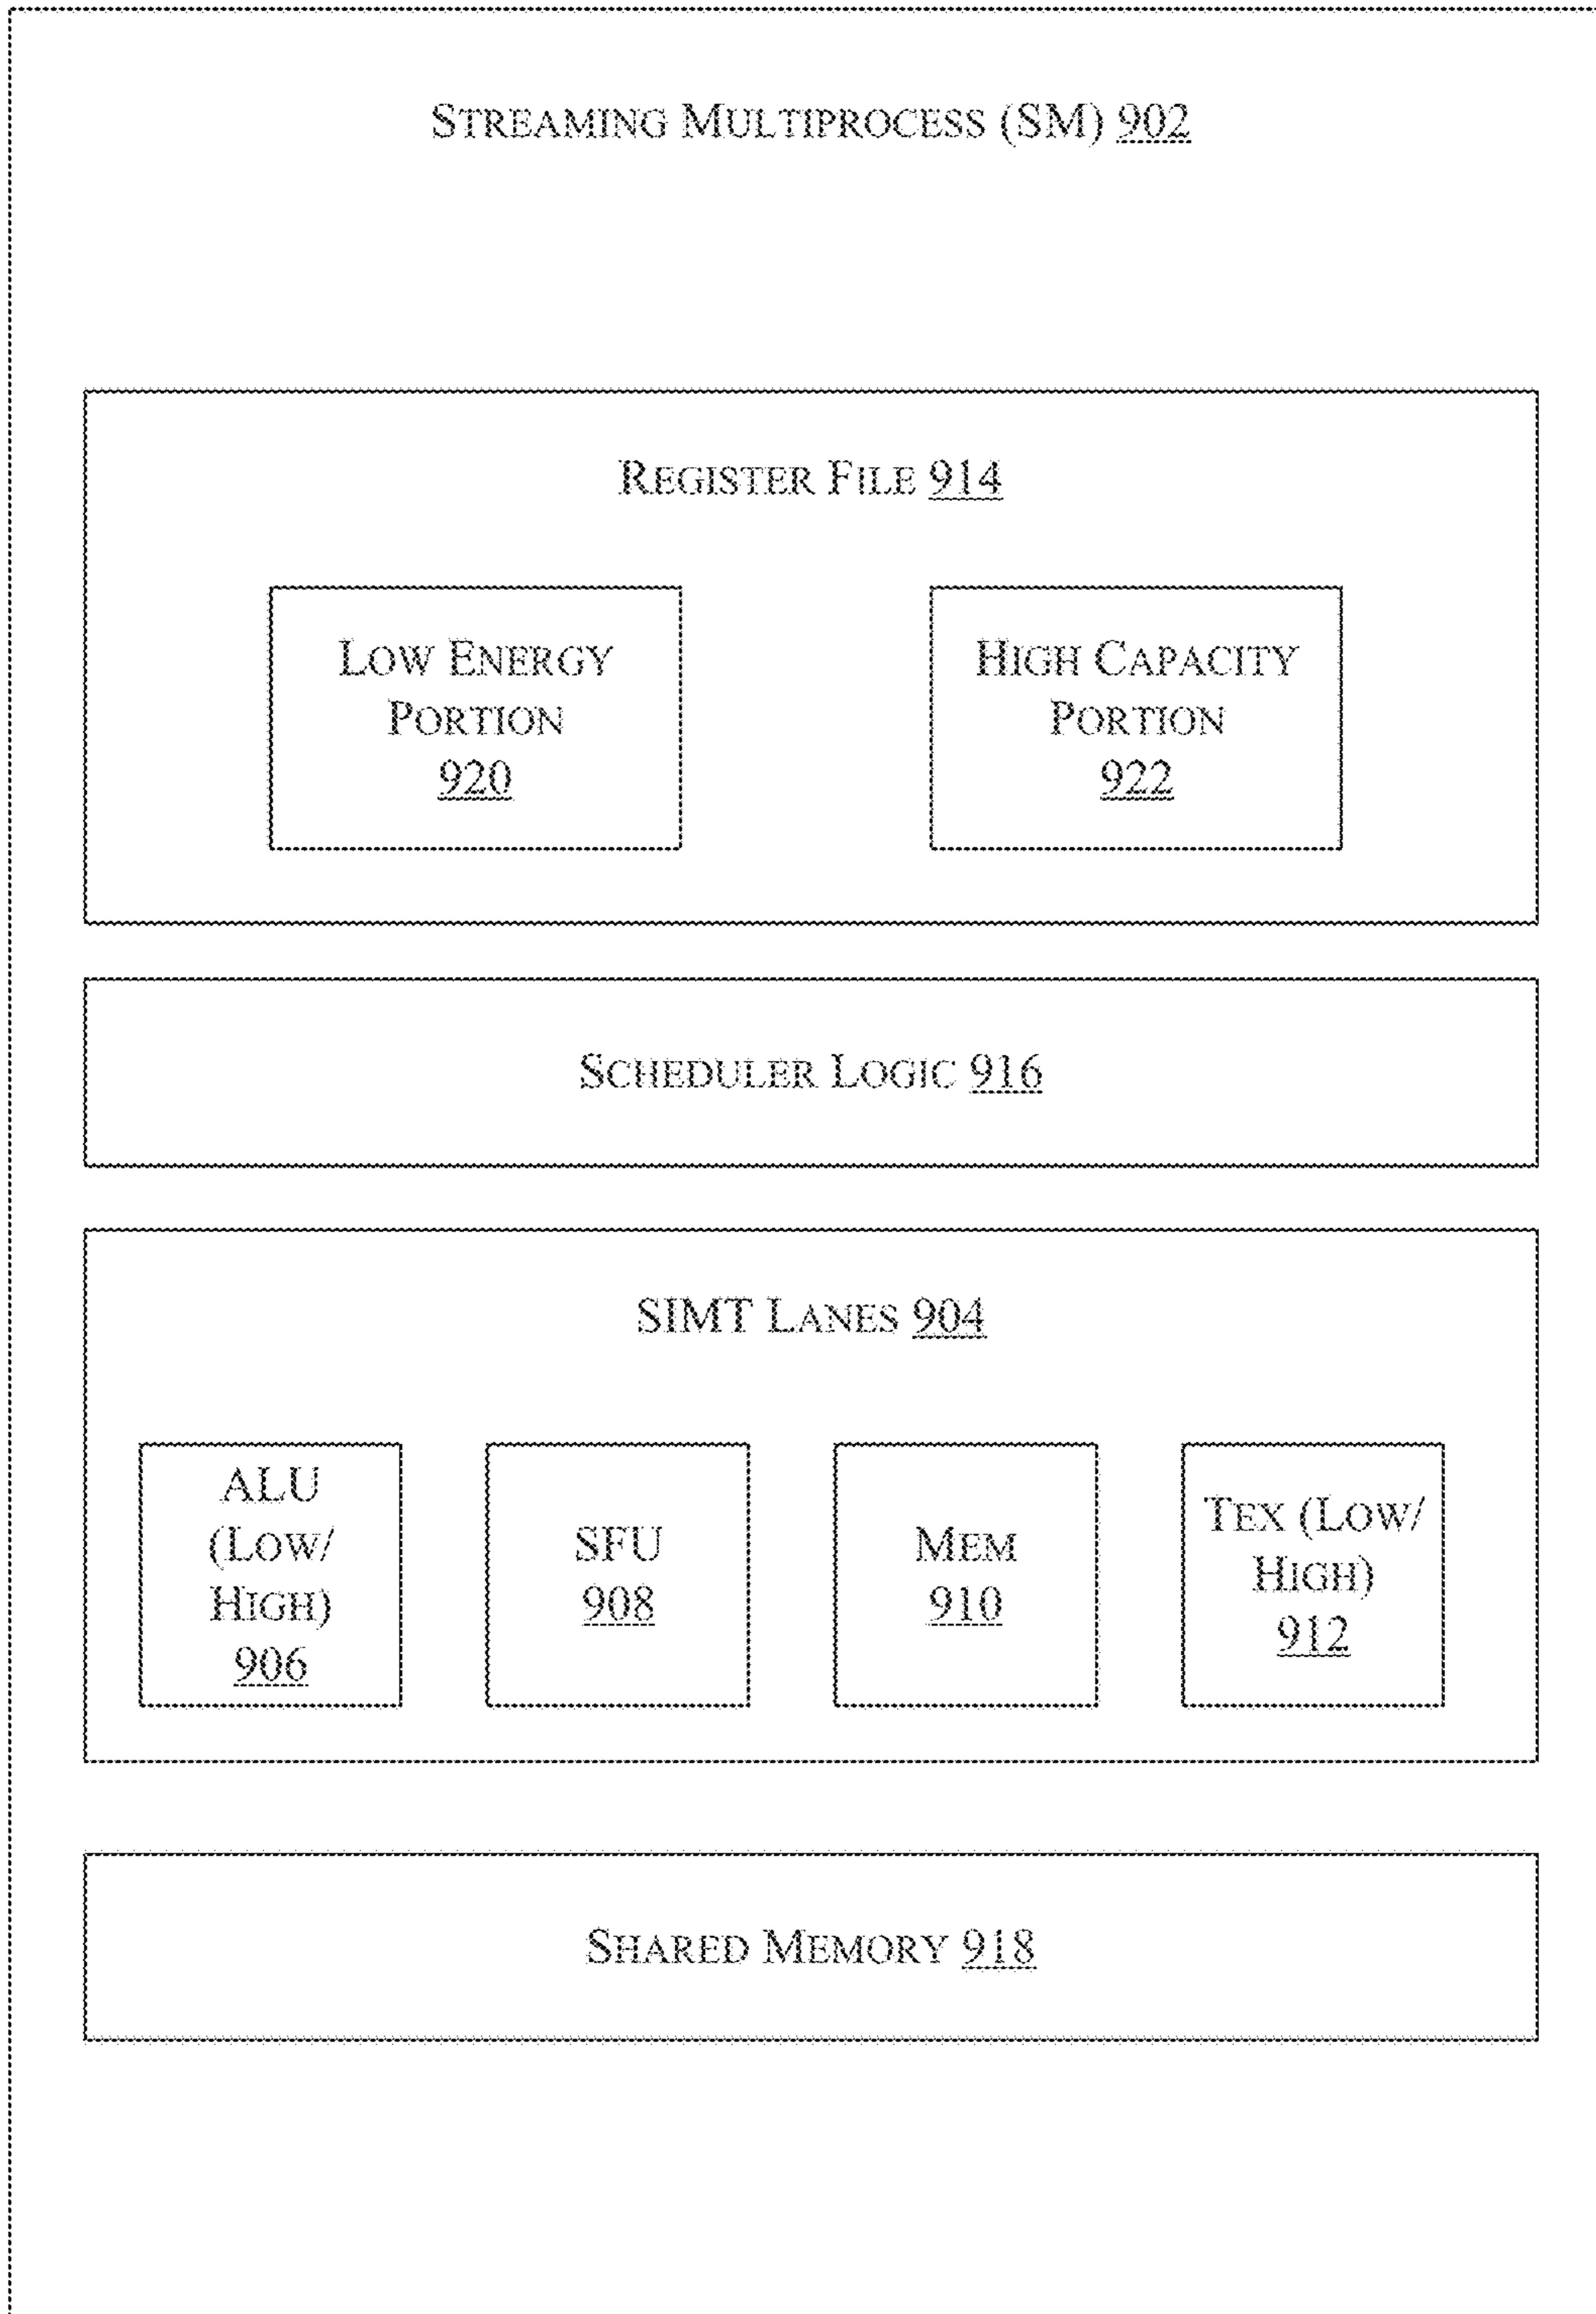 STREAMING MULTIPROCESS (SM) 902
REGISTER FILE 914
LOW ENERGY
PORTION
920
HIGH CAPACITY
PORTION
922
SCHEDULER LOGIC 916
SIMT LANES 904
ALU
(LOW/
HIGH)
906
SFU
908
MEM
910
TEX (LOW/
HIGH)
912
SHARED MEMORY 918